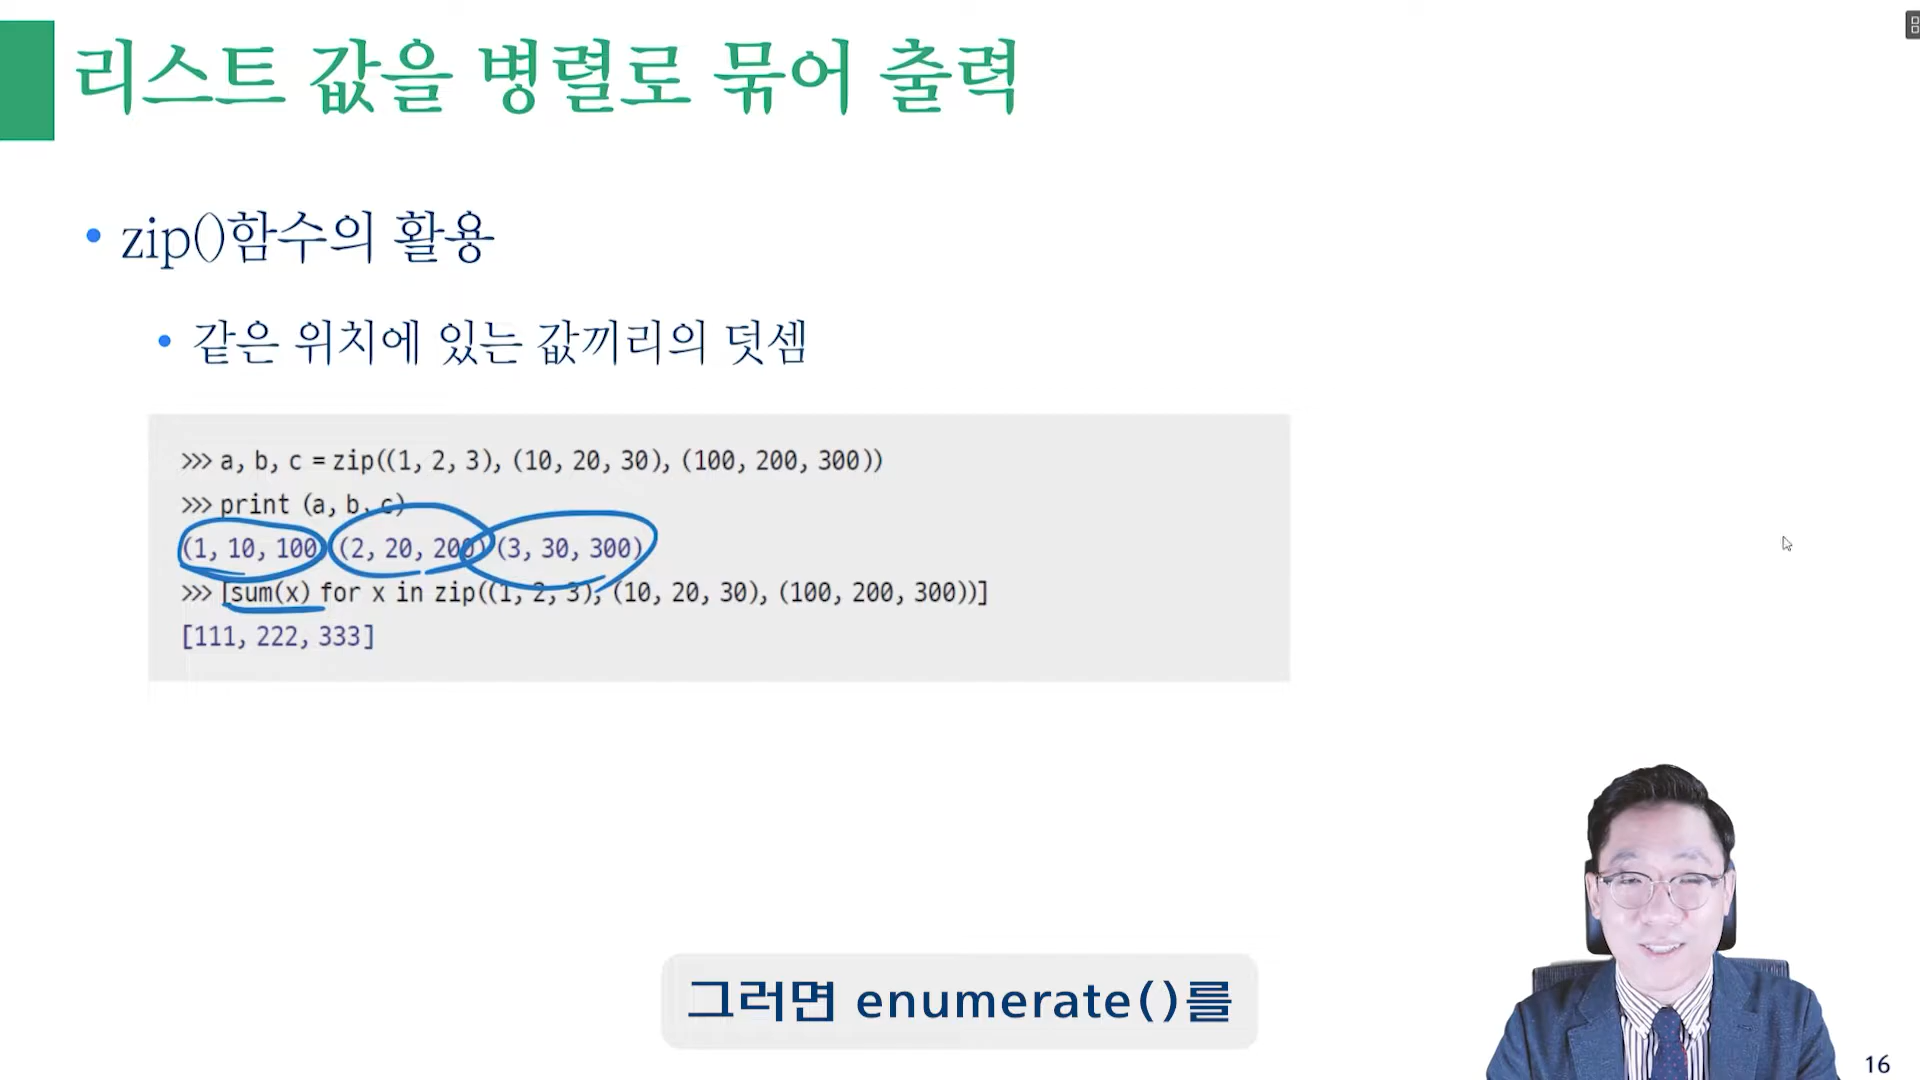 리스트 값을 병렬로 묶어 출력
• zip()함수의 활용
• 같은 위치에 있는 값끼리의 덧셈
>>> a, b, c = zip((1, 2, 3), (10, 20, 30), (100, 200, 300))
>>> print (a, b, c)
(1, 10, 100) (2, 20, 200) (3, 30, 300)
>>> [sum(x) for x in zip((1, 2, 3), (10, 20, 30), (100, 200, 300))]
[111, 222, 333]
그러면 enumerate()를
16